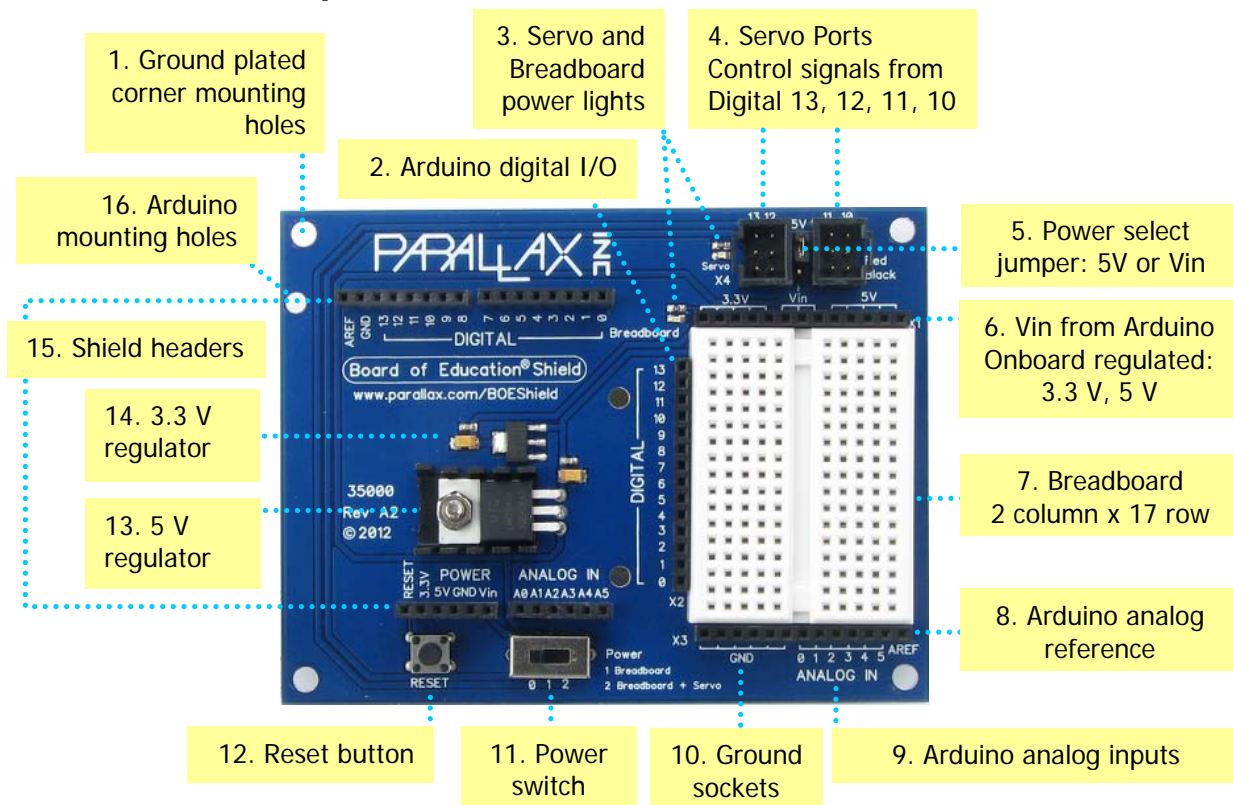 1. Ground plated
corner mounting
holes
3. Servo and
Breadboard
power lights
4. Servo Ports
Control signals from
Digital 13, 12, 11, 10
2. Arduino digital I/O
16. Arduino
mounting holes
5. Power select
jumper: 5V or Vin
15. Shield headers
6. Vin from Arduino
Onboard regulated:
3.3 V, 5 V
14. 3.3 V
regulator
7. Breadboard
2 column x 17 row
13. 5 V
regulator
8. Arduino analog
reference
12. Reset button
11. Power
switch
10. Ground
sockets
9. Arduino analog inputs
PARALLAX INC
13 12
5V
11 10
Servo
X4
Red
Black
3.3V
Vin
5V
X1
AREF
GND
13
12
11
10
9
8
7
6
5
4
3
2
1
0
DIGITAL
Breadboard
Board of Education® Shield
www.parallax.com/BOEShield
13
12
11
10
9
8
7
6
5
4
3
2
1
0
DIGITAL
X2
35000
Rev A2
©2012
RESET
3.3V
POWER
5V GND Vin
ANALOG IN
A0 A1 A2 A3 A4 A5
RESET
0 1 2
Power
1 Breadboard
2 Breadboard + Servo
X3
GND
0 1 2 3 4 5 AREF
ANALOG IN